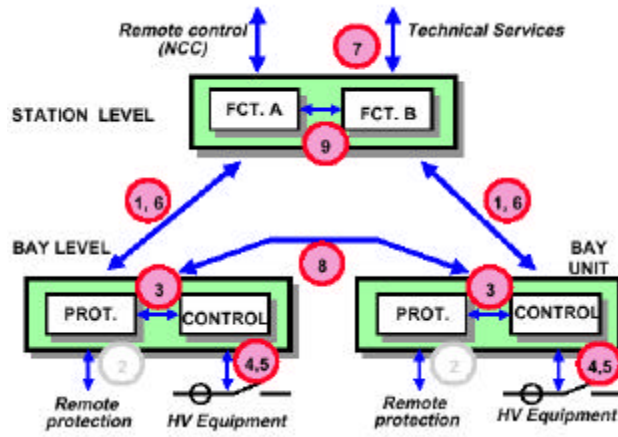 Remote control
(NCC)
7
Technical Services
STATION LEVEL
FCT. A
FCT. B
9
1, 6
1, 6
BAY LEVEL
8
BAY
UNIT
3
3
PROT.
CONTROL
PROT.
CONTROL
2
4,5
2
4,5
Remote
protection
HV Equipment
Remote
protection
HV Equipment